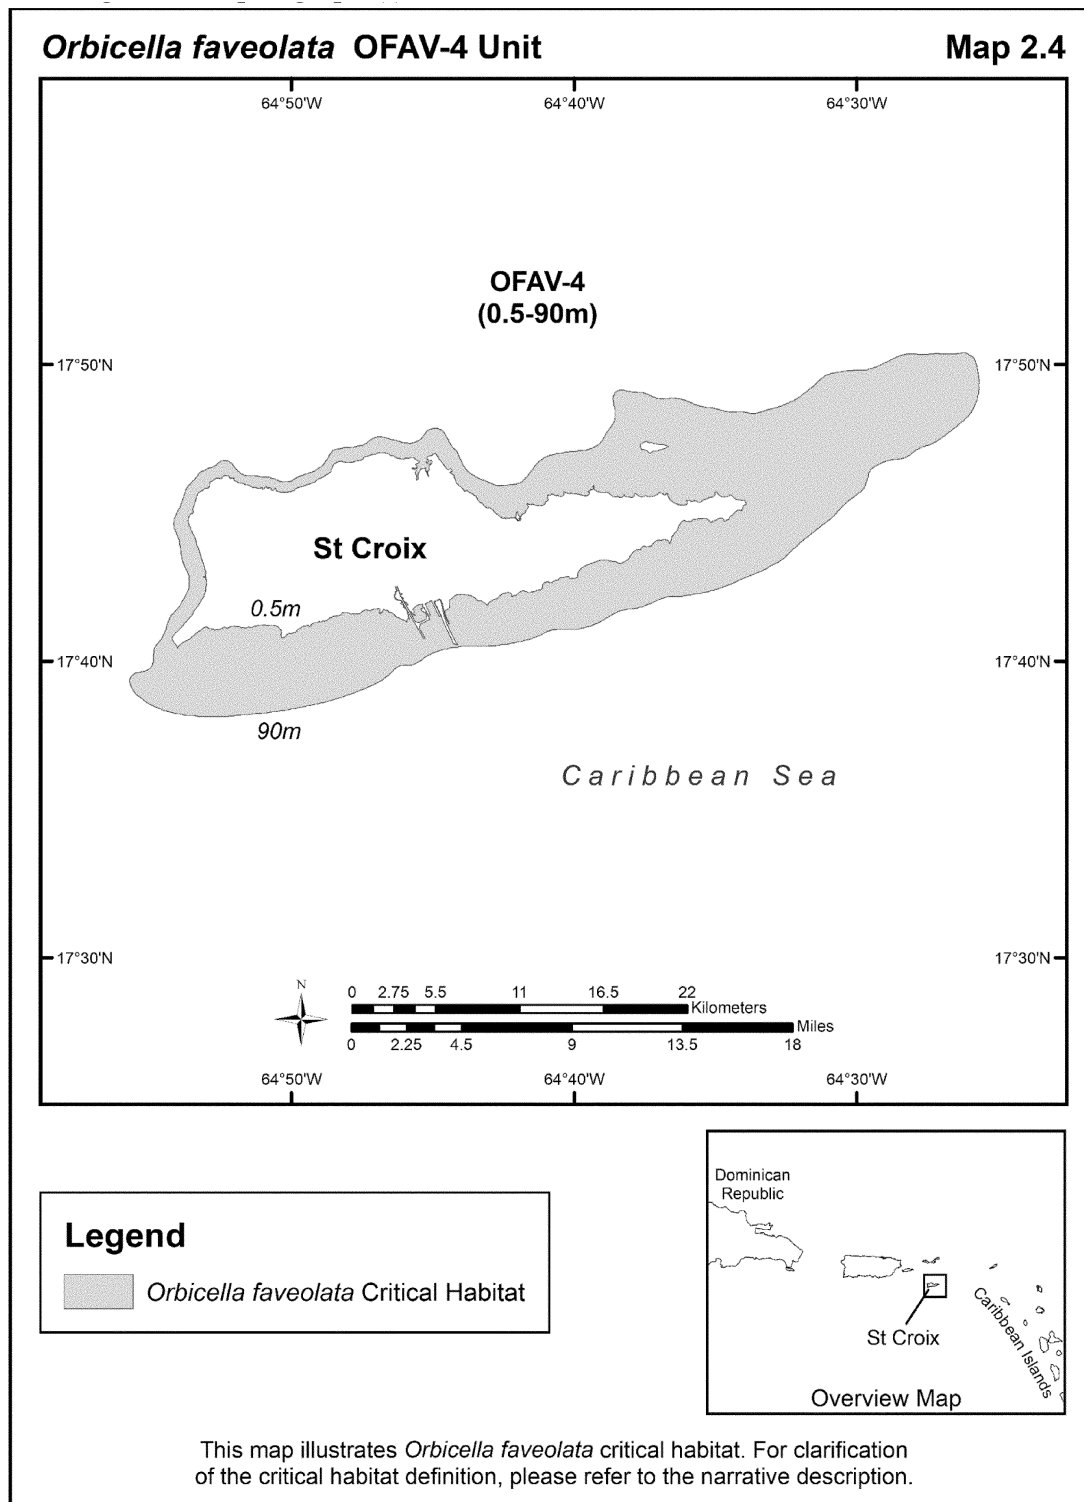 Orbicella faveolata OFAV-4 Unit
Map 2.4
64°50'W
64°40'W
64°30'W
OFAV-4
(0.5-90m)
17°50'N
17°50'N
St Croix
0.5m
17°40'N
17°40'N
90m
Caribbean Sea
17°30'N
17°30'N
N
0 2.75 5.5 11 16.5 22
Kilometers
Miles
0 2.25 4.5 9 13.5 18
64°50'W
64°40'W
64°30'W
Legend
Orbicella faveolata Critical Habitat
Dominican
Republic
St Croix
Caribbean Islands
Overview Map
This map illustrates Orbicella faveolata critical habitat. For clarification
of the critical habitat definition, please refer to the narrative description.